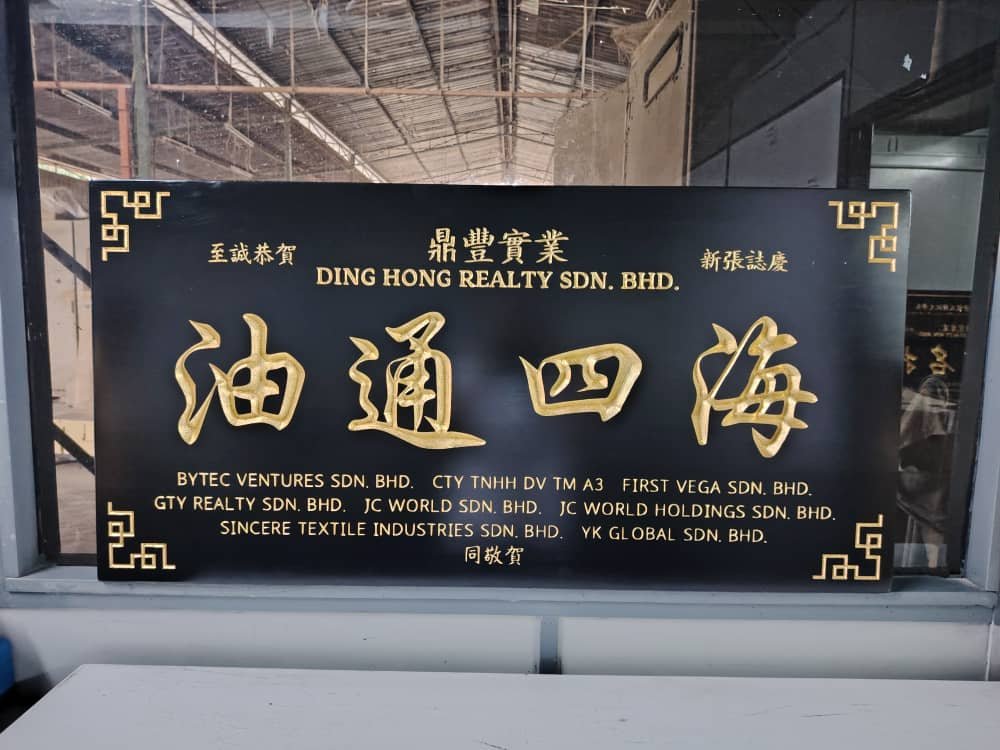 鼎豐實業
至誠恭賀 DING HONG REALTY SDN. BHD. 新張誌慶
油通四海
BYTEC VENTURES SDN. BHD. CTY TNHH DV TM A3 FIRST VEGA SDN. BHD.
GTY REALTY SDN. BHD. JC WORLD SDN. BHD. JC WORLD HOLDINGS SDN. BHD.
SINCERE TEXTILE INDUSTRIES SDN. BHD. YK GLOBAL SDN. BHD.
同敬賀